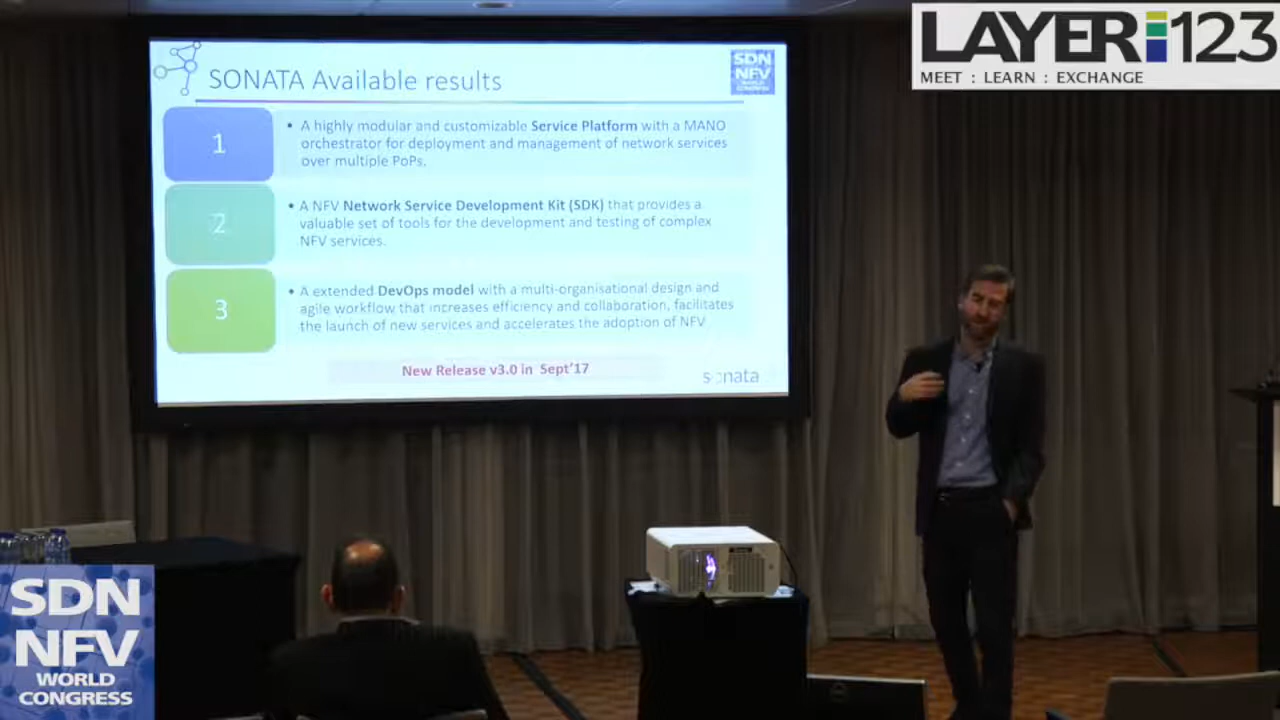 LAYER123
MEET : LEARN : EXCHANGE
SONATA Available results
SDN
NFV
WORLD
CONGRESS
1
• A highly modular and customizable Service Platform with a MANO
orchestrator for deployment and management of network services
over multiple PoPs.
2
• A NFV Network Service Development Kit (SDK) that provides a
valuable set of tools for the development and testing of complex
NFV services.
3
• A extended DevOps model with a multi-organisational design and
agile workflow that increases efficiency and collaboration, facilitates
the launch of new services and accelerates the adoption of NFV
New Release v3.0 in Sept'17
sonata
SDN
NFV
WORLD
CONGRESS